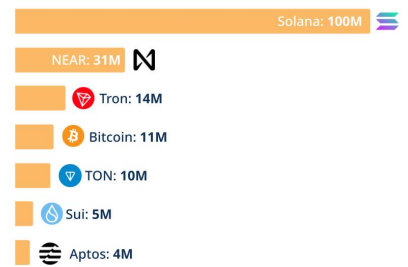 Solana: 100M
NEAR: 31M
Tron: 14M
Bitcoin: 11M
TON: 10M
Sui: 5M
Aptos: 4M